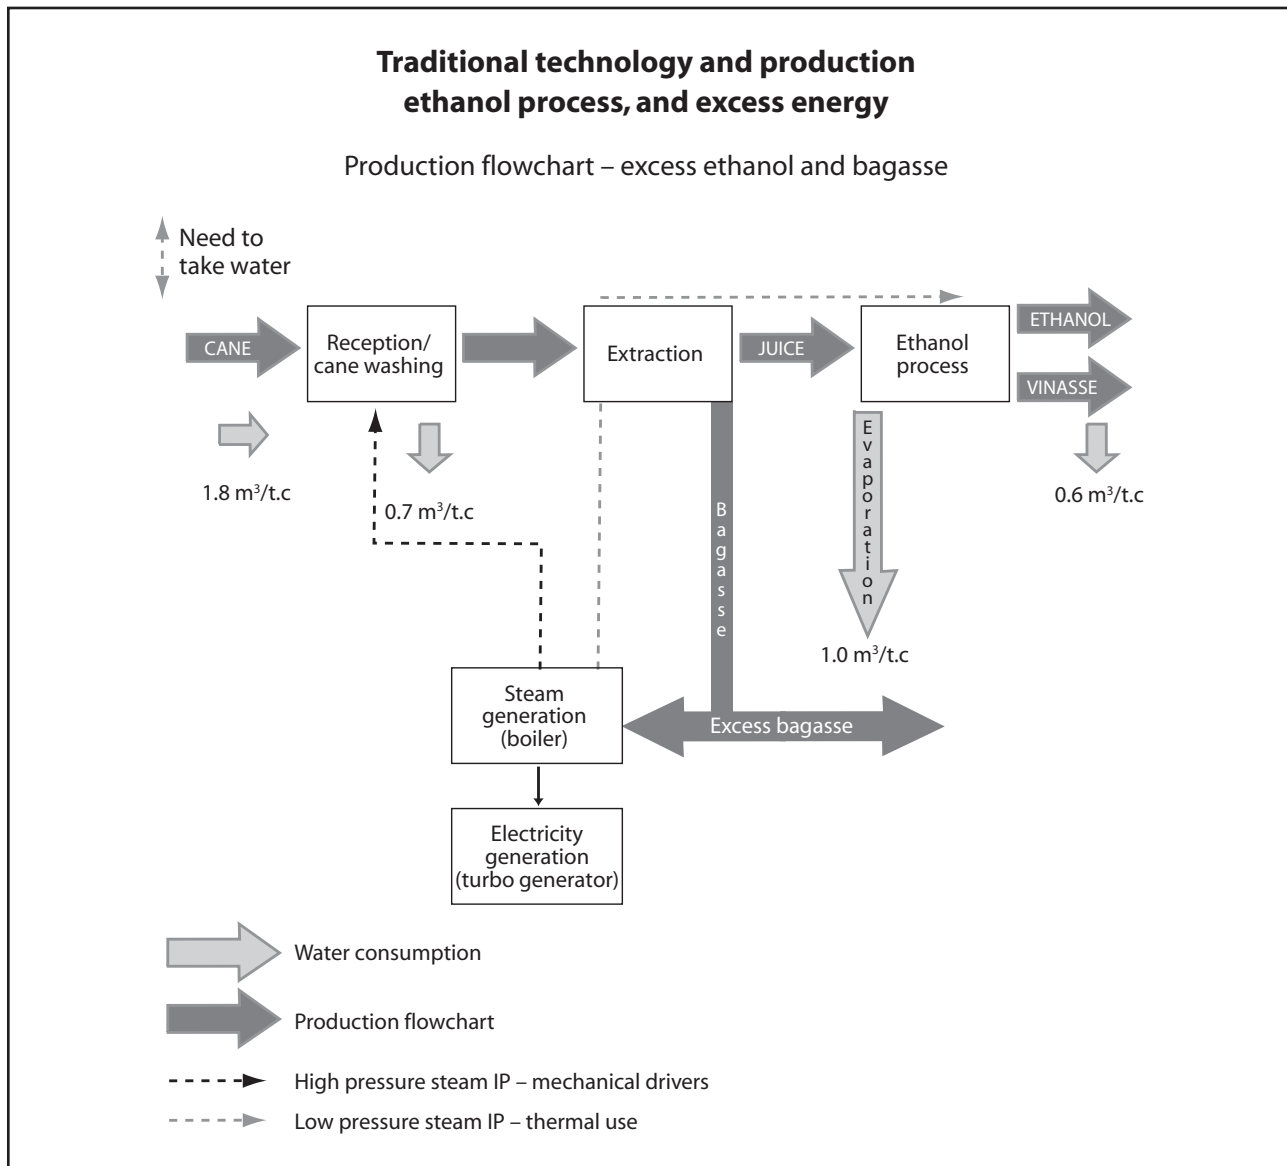 Traditional technology and production
ethanol process, and excess energy
Production flowchart – excess ethanol and bagasse
Need to
take water
CANE
Reception/
cane washing
Extraction
JUICE
Ethanol
process
ETHANOL
VINASSE
1.8 m³/t.c
0.7 m³/t.c
Bagasse
Evaporation
1.0 m³/t.c
0.6 m³/t.c
Steam
generation
(boiler)
Excess bagasse
Electricity
generation
(turbo generator)
Water consumption
Production flowchart
High pressure steam IP – mechanical drivers
Low pressure steam IP – thermal use